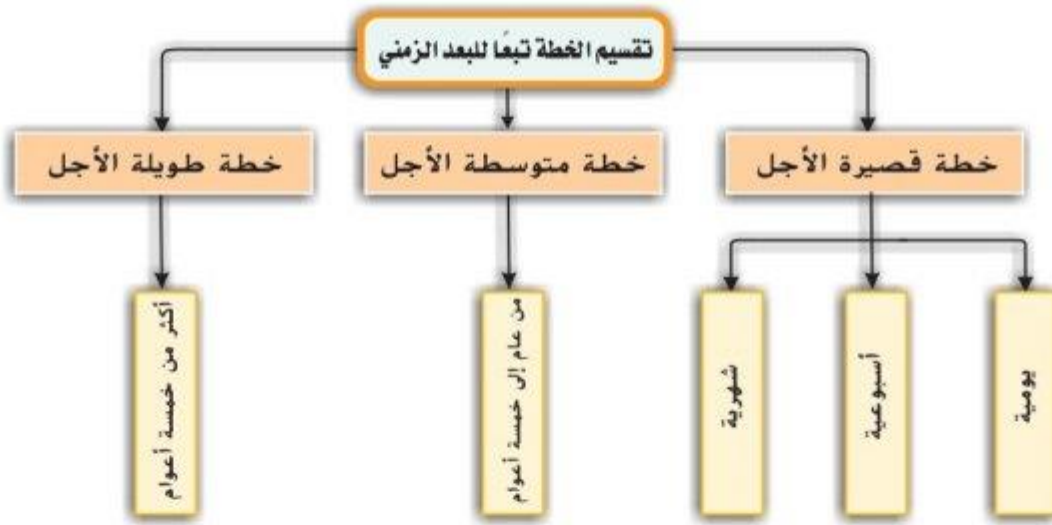 تقسيم الخطة تبعًا للبعد الزمني
خطة قصيرة الأجل
خطة متوسطة الأجل
خطة طويلة الأجل
يومية
أسبوعية
شهرية
من عام إلى خمسة أعوام
أكثر من خمسة أعوام